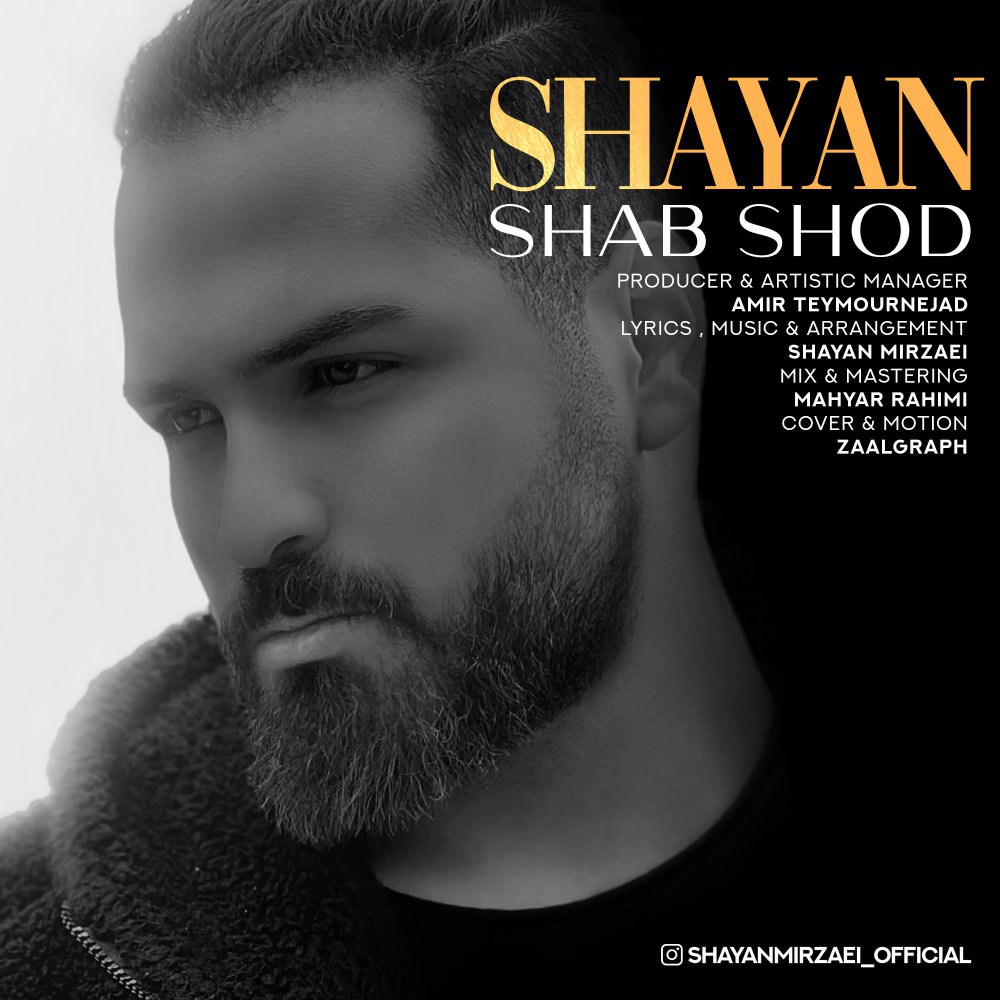 SHAYAN
SHAB SHOD
PRODUCER & ARTISTIC MANAGER
AMIR TEYMOURNEJAD
LYRICS , MUSIC & ARRANGEMENT
SHAYAN MIRZAEI
MIX & MASTERING
MAHYAR RAHIMI
COVER & MOTION
ZAALGRAPH
SHAYANMIRZAEI_OFFICIAL